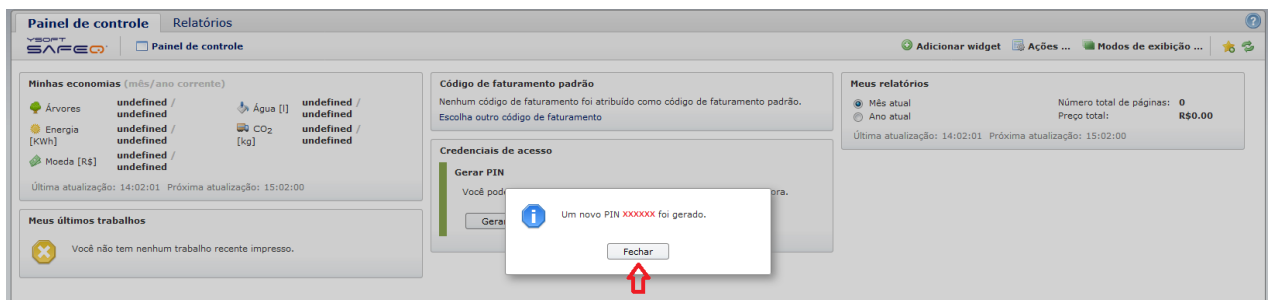 Painel de controle Relatórios
YSOFT
SAFEQ
Painel de controle
Adicionar widget Ações ... Modos de exibição ...
Minhas economias (mês/ano corrente)
Árvores undefined / undefined Água [l] undefined / undefined
Energia [KWh] undefined / undefined CO2 [kg] undefined / undefined
Moeda [R$] undefined / undefined
Última atualização: 14:02:01 Próxima atualização: 15:02:00
Meus últimos trabalhos
Você não tem nenhum trabalho recente impresso.
Código de faturamento padrão
Nenhum código de faturamento foi atribuído como código de faturamento padrão.
Escolha outro código de faturamento
Credenciais de acesso
Gerar PIN
Você pod
ora.
Gerar
Um novo PIN XXXXXX foi gerado.
Fechar
Meus relatórios
Mês atual Número total de páginas: 0
Ano atual Preço total: R$0.00
Última atualização: 14:02:01 Próxima atualização: 15:02:00